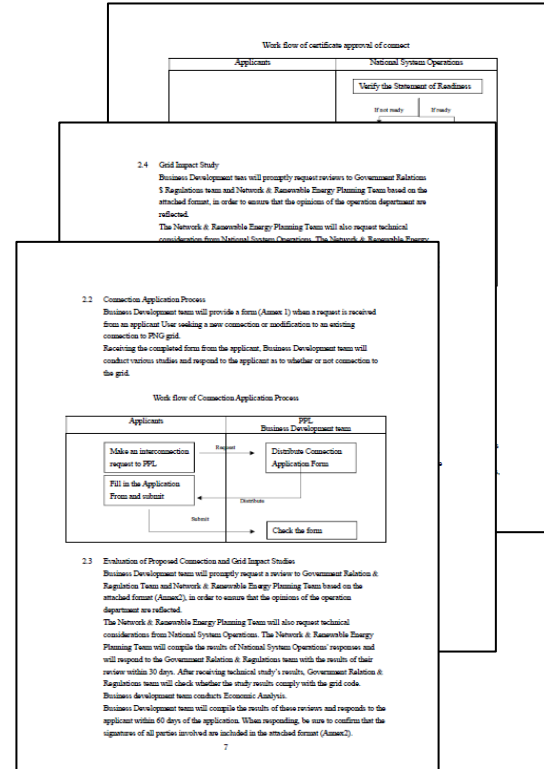 Work flow of certificate approval of connect
Applicants
National System Operations
Verify the Statement of Readiness
If not ready
If ready
2.4 Grid Impact Study
Business Development teas will promptly request reviews to Government Relations
$ Regulations team and Network & Renewable Energy Planning Team based on the
attached format, in order to ensure that the opinions of the operation department are
reflected.
The Network & Renewable Energy Planning Team will also request technical
consideration from National System Operations. The Network & Renewable Energy
2.2 Connection Application Process
Business Development team will provide a form (Annex 1) when a request is received
from an applicant User seeking a new connection or modification to an existing
connection to PNG grid.
Receiving the completed form from the applicant, Business Development team will
conduct various studies and respond to the applicant as to whether or not connection to
the grid.
Work flow of Connection Application Process
Applicants
PPL
Business Development team
Make an interconnection
request to PPL
Request
Distribute Connection
Application Form
Fill in the Application
From and submit
Distribute
Submit
Check the form
2.3 Evaluation of Proposed Connection and Grid Impact Studies
Business Development team will promptly request a review to Government Relation &
Regulation Team and Network & Renewable Energy Planning Team based on the
attached format (Annex2), in order to ensure that the opinions of the operation
department are reflected.
The Network & Renewable Energy Planning Team will also request technical
considerations from National System Operations. The Network & Renewable Energy
Planning Team will compile the results of National System Operations' responses and
will respond to the Government Relation & Regulations team with the results of their
review within 30 days. After receiving technical study's results, Government Relation &
Regulations team will check whether the study results comply with the grid code.
Business development team conducts Economic Analysis.
Business Development team will compile the results of these reviews and responds to the
applicant within 60 days of the application. When responding, be sure to confirm that the
signatures of all parties involved are included in the attached format (Annex2).
7